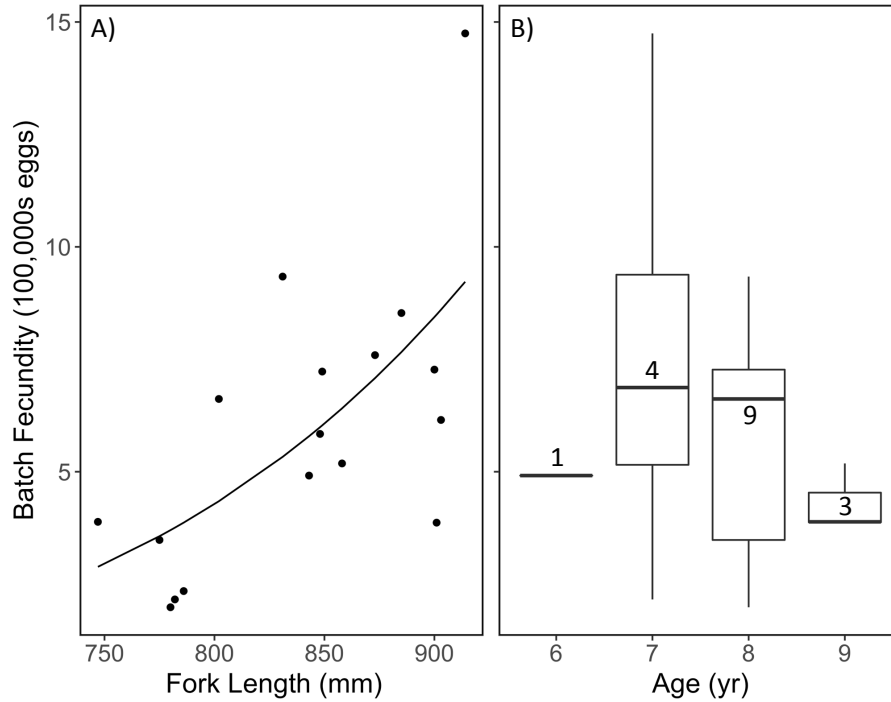 A)
B)
Batch Fecundity (100,000s eggs)
15
10
5
4
9
1
3
750 800 850 900
6 7 8 9
Fork Length (mm)
Age (yr)